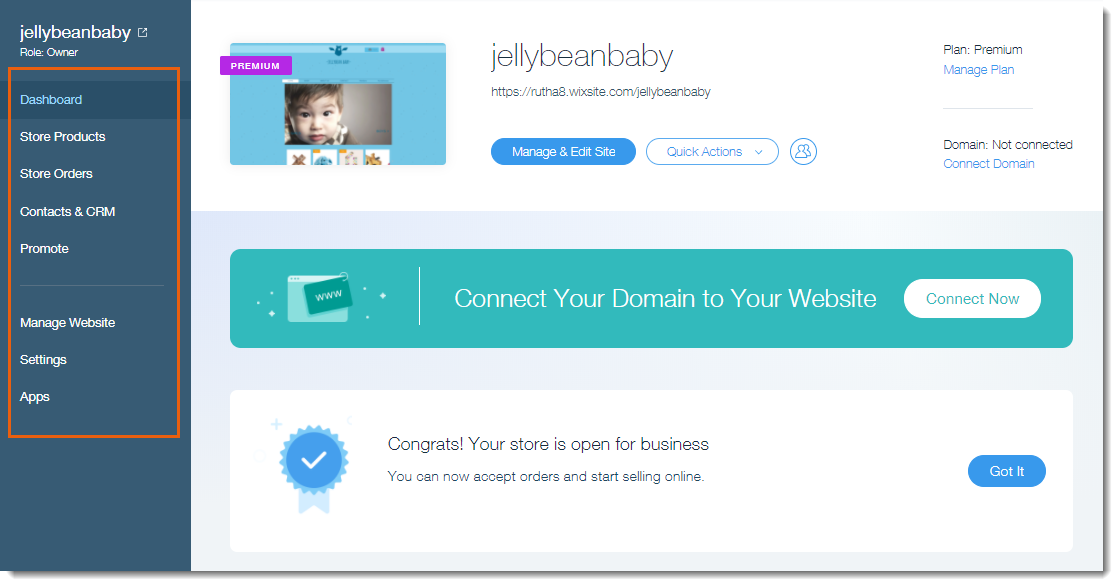 jellybeanbaby
Role: Owner
Dashboard
Store Products
Store Orders
Contacts & CRM
Promote
Manage Website
Settings
Apps
PREMIUM
jellybeanbaby
https://rutha8.wixsite.com/jellybeanbaby
Manage & Edit Site
Quick Actions
Plan: Premium
Manage Plan
Domain: Not connected
Connect Domain
WWW
Connect Your Domain to Your Website
Connect Now
Congrats! Your store is open for business
You can now accept orders and start selling online.
Got It